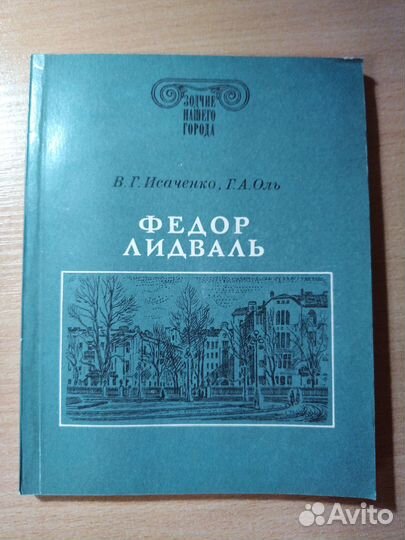 ЗОДЧИЕ
НАШЕГО
ГОРОДА
В. Г. Исаченко, Г. А. Оль
ФЕДОР
ЛИДВАЛЬ
Avito